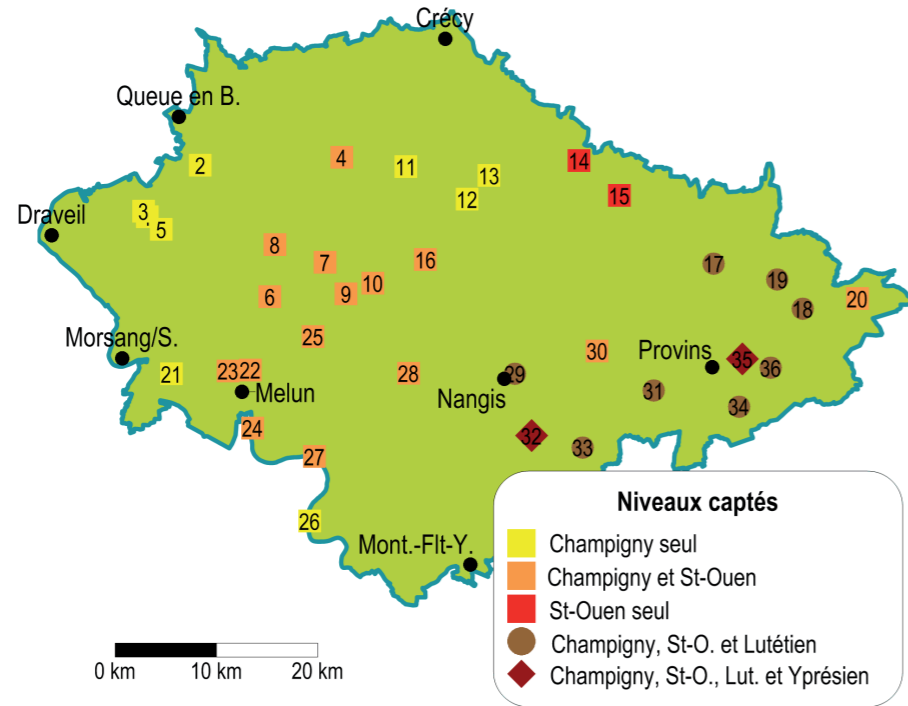 Crécy
Queue en B.
4
14
2
11
13
12
15
3
5
Draveil
8
16
7
17
19
10
6
9
18
20
25
30
Morsang/S.
35
Provins
23 22
28
29
36
21
Melun
Nangis
31
34
24
32
33
27
26
Mont.-Flt-Y.
Niveaux captés
Champigny seul
Champigny et St-Ouen
St-Ouen seul
Champigny, St-O. et Lutétien
Champigny, St-O., Lut. et Yprésien
0 km 10 km 20 km